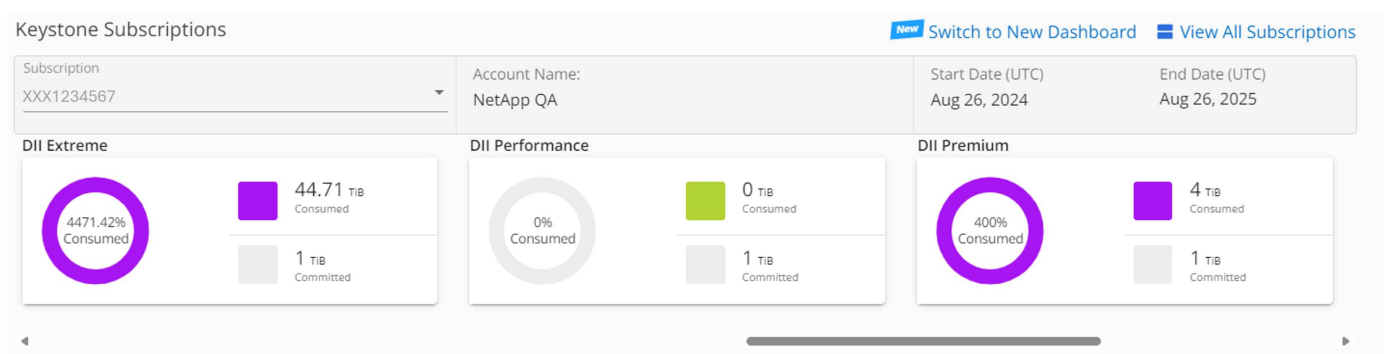 Keystone Subscriptions
New Switch to New Dashboard View All Subscriptions
Subscription
XXX1234567
Account Name:
NetApp QA
Start Date (UTC)
Aug 26, 2024
End Date (UTC)
Aug 26, 2025
DII Extreme
4471.42%
Consumed
44.71 TiB
Consumed
1 TiB
Committed
DII Performance
0%
Consumed
0 TiB
Consumed
1 TiB
Committed
DII Premium
400%
Consumed
4 TiB
Consumed
1 TiB
Committed